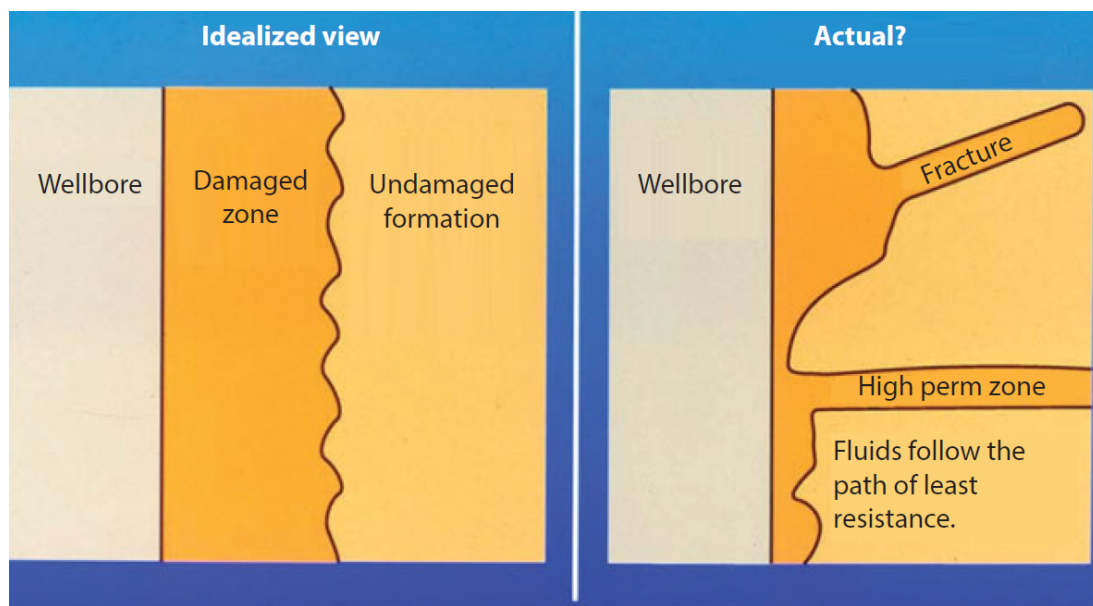 Idealized view
Wellbore
Damaged
zone
Undamaged
formation
Actual?
Wellbore
Fracture
High perm zone
Fluids follow the
path of least
resistance.